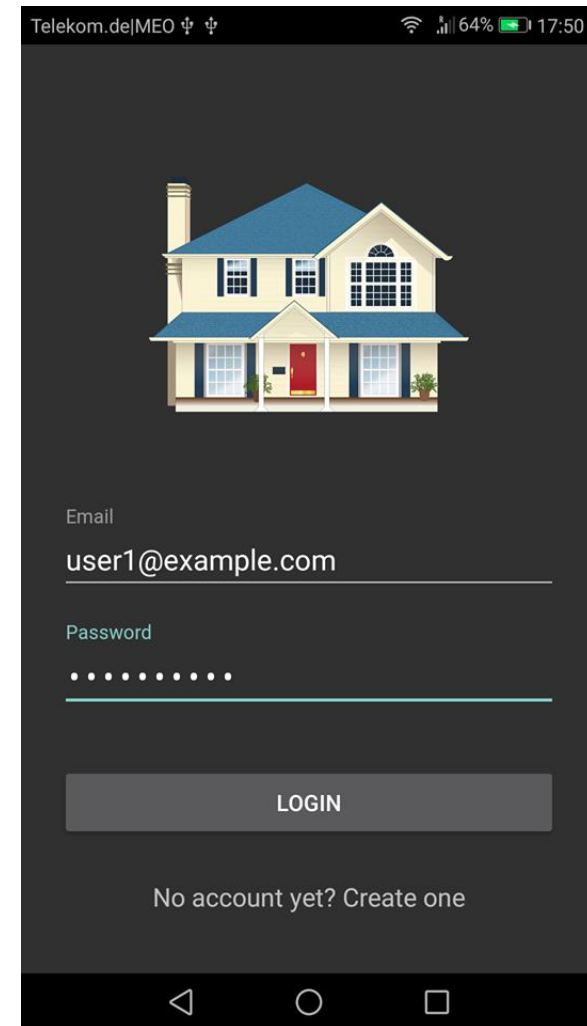 Telekom.de|MEO 64% 17:50
Email
user1@example.com
Password
••••••••••
LOGIN
No account yet? Create one